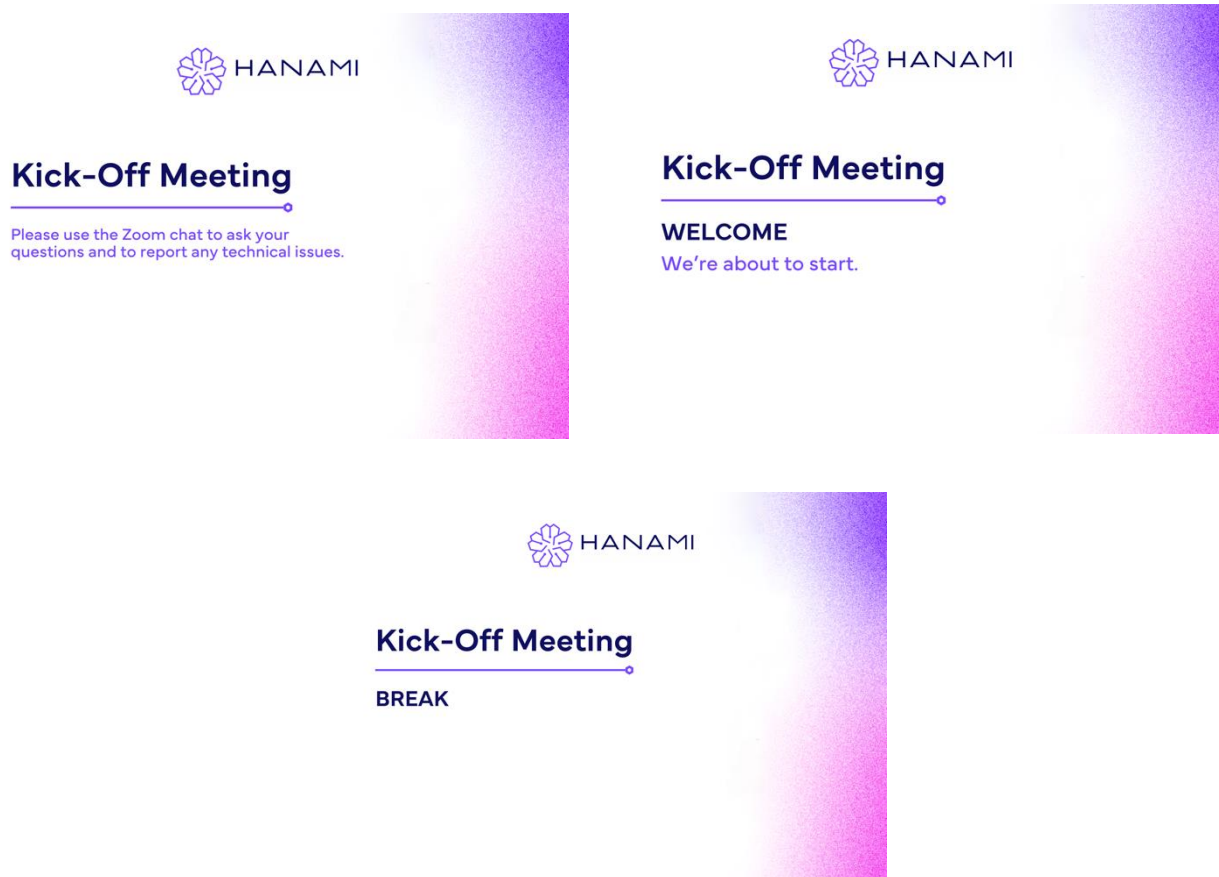 HANAMI
Kick-Off Meeting
Please use the Zoom chat to ask your
questions and to report any technical issues.
HANAMI
Kick-Off Meeting
WELCOME
We're about to start.
HANAMI
Kick-Off Meeting
BREAK